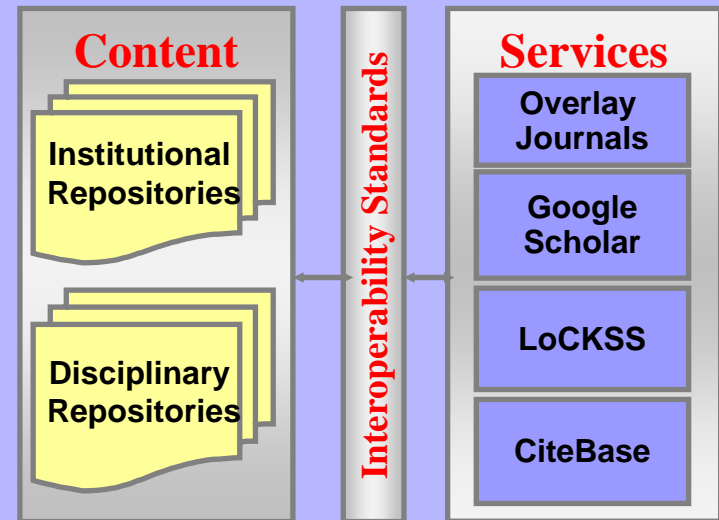 Content
Institutional
Repositories
Disciplinary
Repositories
Interoperability Standards
Services
Overlay
Journals
Google
Scholar
LoCKSS
CiteBase